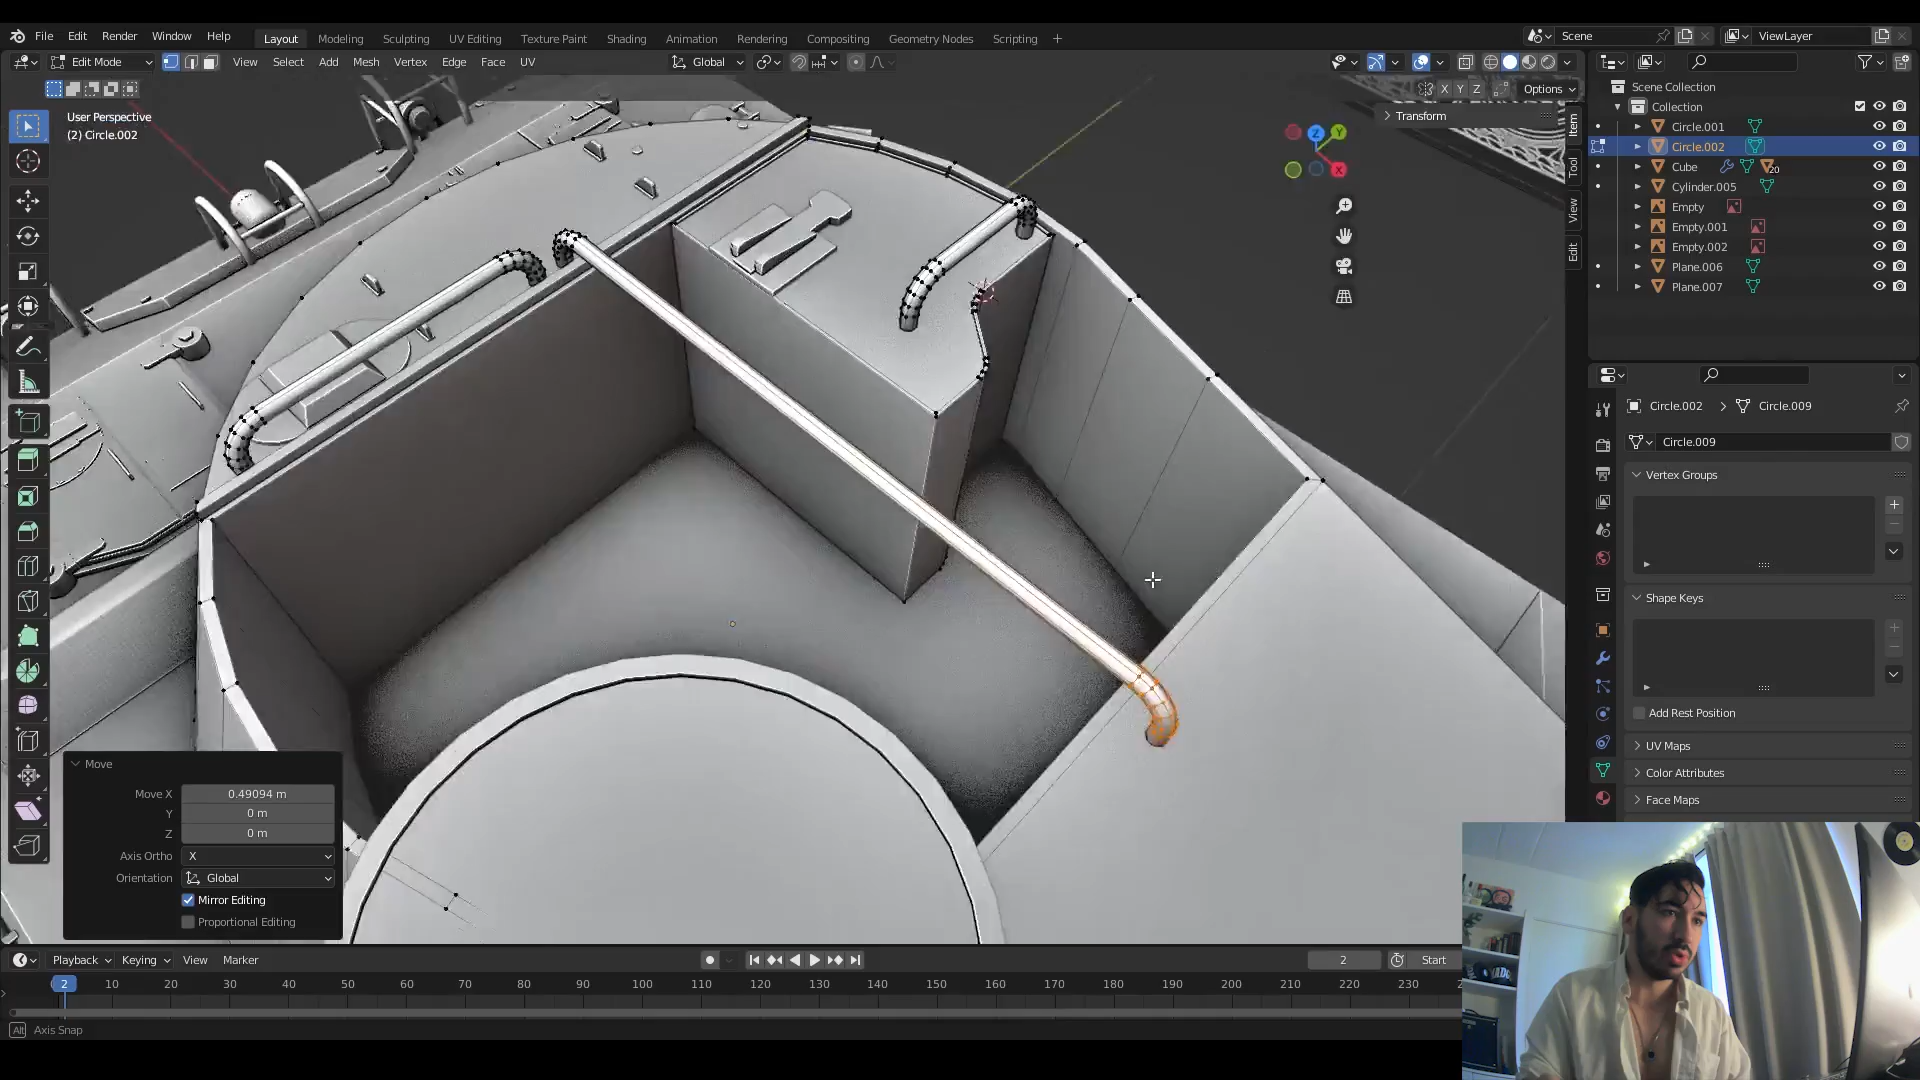 File Edit Render Window Help
Layout Modeling Sculpting UV Editing Texture Paint Shading Animation Rendering Compositing Geometry Nodes Scripting +
Scene
ViewLayer
Edit Mode
View Select Add Mesh Vertex Edge Face UV
Global
X Y Z
Options
User Perspective
(2) Circle.002
Transform
Item
Tool
View
Edit
Z Y
X
Scene Collection
Collection
Circle.001
Circle.002
Cube
20
Cylinder.005
Empty
Empty.001
Empty.002
Plane.006
Plane.007
Circle.002 > Circle.009
Circle.009
Vertex Groups
Shape Keys
Add Rest Position
UV Maps
Color Attributes
Face Maps
Move
Move X 0.49094 m
Y 0 m
Z 0 m
Axis Ortho X
Orientation Global
Mirror Editing
Proportional Editing
Playback Keying View Marker
2
Start
2 10 20 30 40 50 60 70 80 90 100 110 120 130 140 150 160 170 180 190 200 210 220 230
Alt Axis Snap